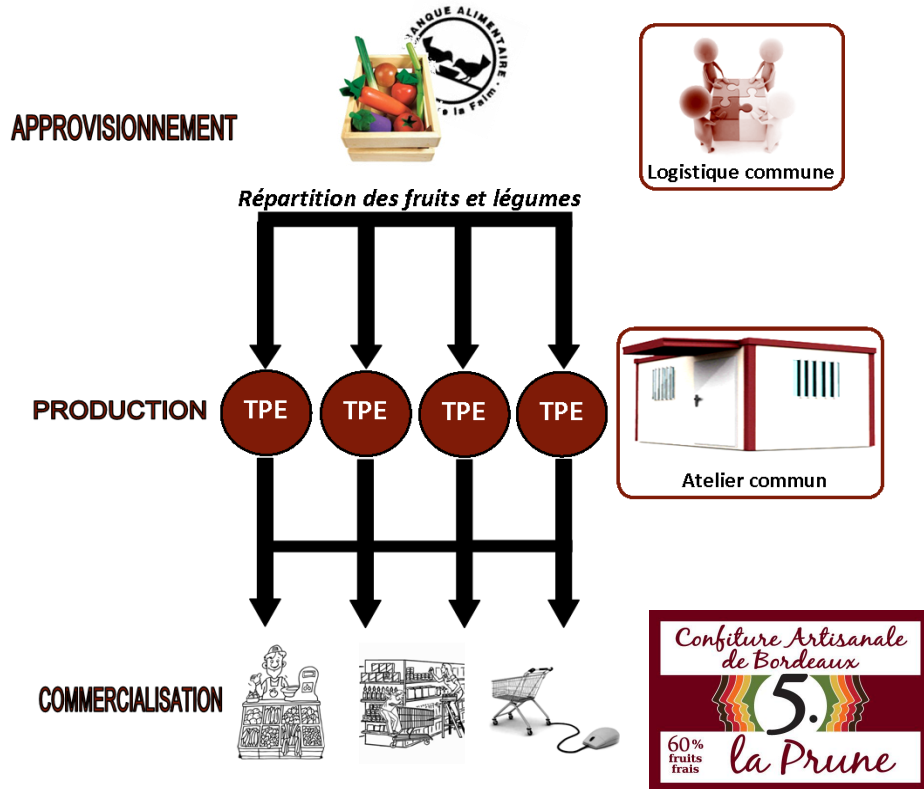 BANQUE ALIMENTAIRE
la Faim
APPROVISIONNEMENT
Logistique commune
Répartition des fruits et légumes
PRODUCTION
TPE
TPE
TPE
TPE
Atelier commun
COMMERCIALISATION
Confiture Artisanale
de Bordeaux
5.
60%
fruits
frais
la Prune